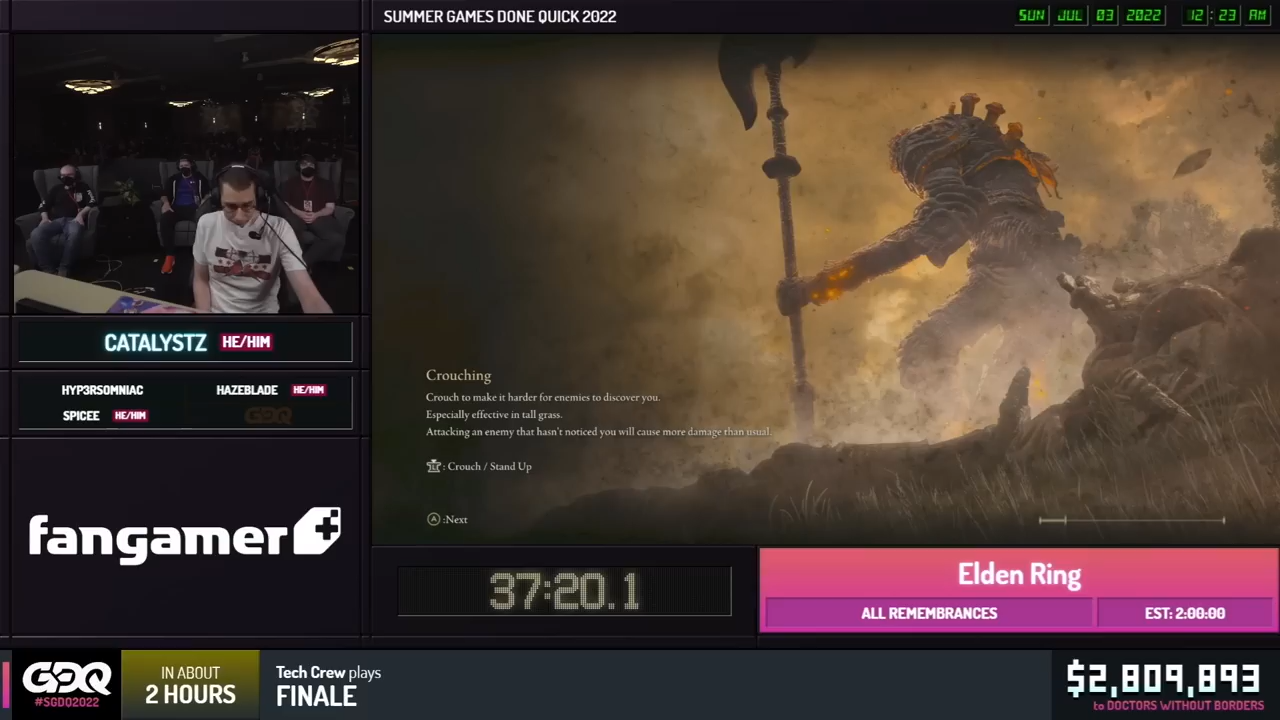 SUMMER GAMES DONE QUICK 2022
SUN JUL 03 2022 12:23 AM
CATALYSTZ HE/HIM
HYP3RSOMNIAC
HAZEBLADE HE/HIM
SPICEE HE/HIM
GDQ
fangamer
Crouching
Crouch to make it harder for enemies to discover you.
Especially effective in tall grass.
Attacking an enemy that hasn't noticed you will cause more damage than usual.
: Crouch / Stand Up
A :Next
37:20.1
Elden Ring
ALL REMEMBRANCES
EST: 2:00:00
GDQ
#SGDQ2022
IN ABOUT
2 HOURS
Tech Crew plays
FINALE
$2,809,893
to DOCTORS WITHOUT BORDERS